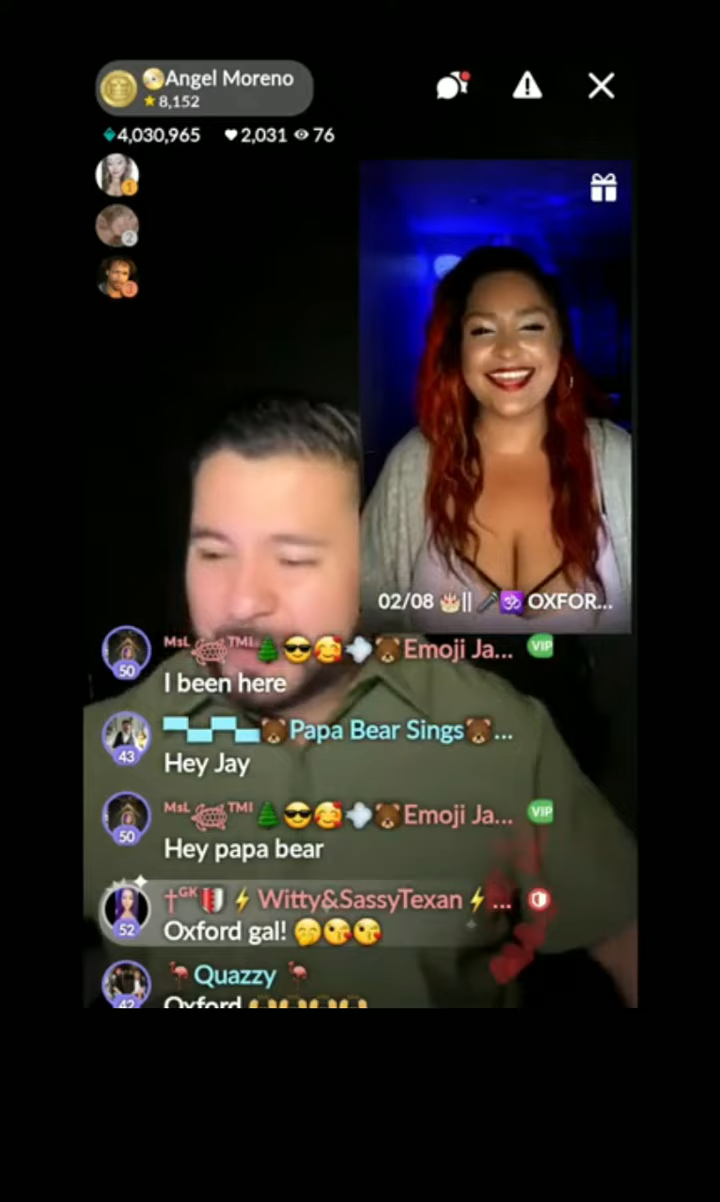 Angel Moreno
8,152
4,030,965 2,031 76
1
2
3
02/08 🎂|| 🎤🕉️ OXFOR...
ᴹˢᴸ🐢ᵀᴹᴵ🌲😎🥰💠🐻Emoji Ja... VIP
50
I been here
🐻Papa Bear Sings🐻...
43
Hey Jay
ᴹˢᴸ🐢ᵀᴹᴵ🌲😎🥰💠🐻Emoji Ja... VIP
50
Hey papa bear
†ᴳᴷ⚡Witty&SassyTexan⚡...
52
Oxford gal! 🤭😘😘
🦩Quazzy🦩
42
Oxford 🙌🙌🙌🙌